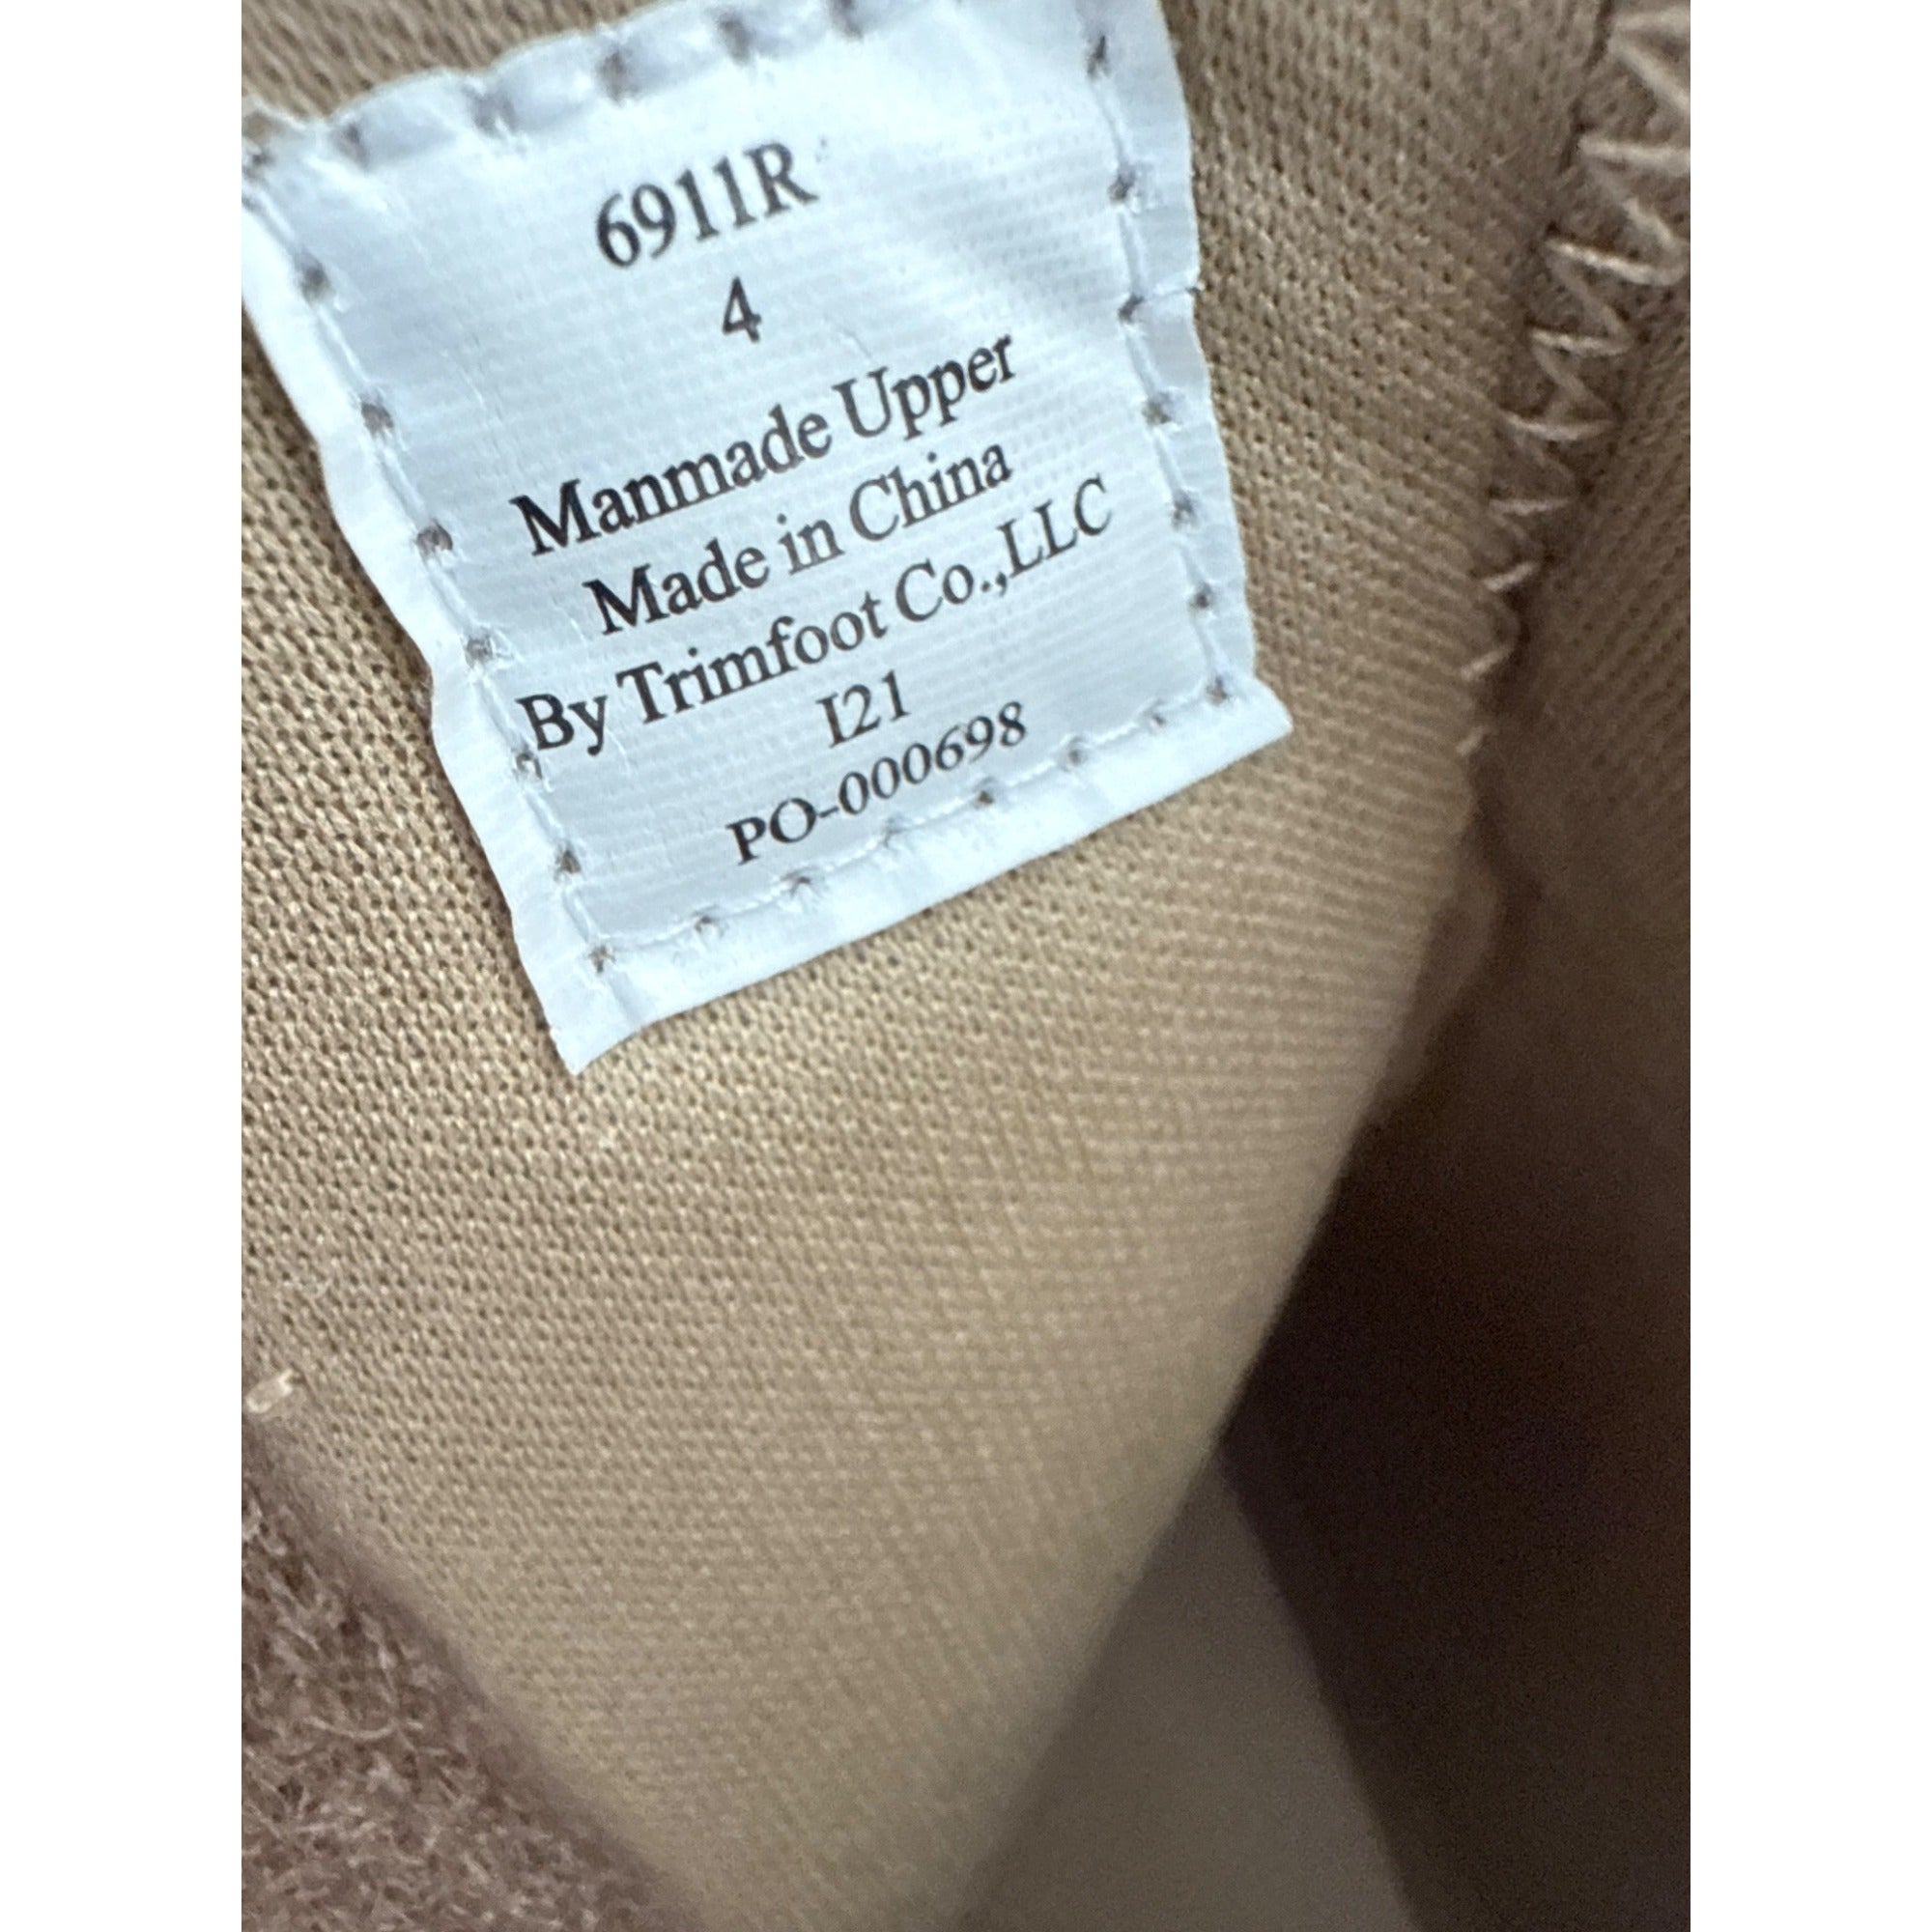 6911R
4
Manmade Upper
Made in China
By Trimfoot Co.,LLC
I21
PO-000698